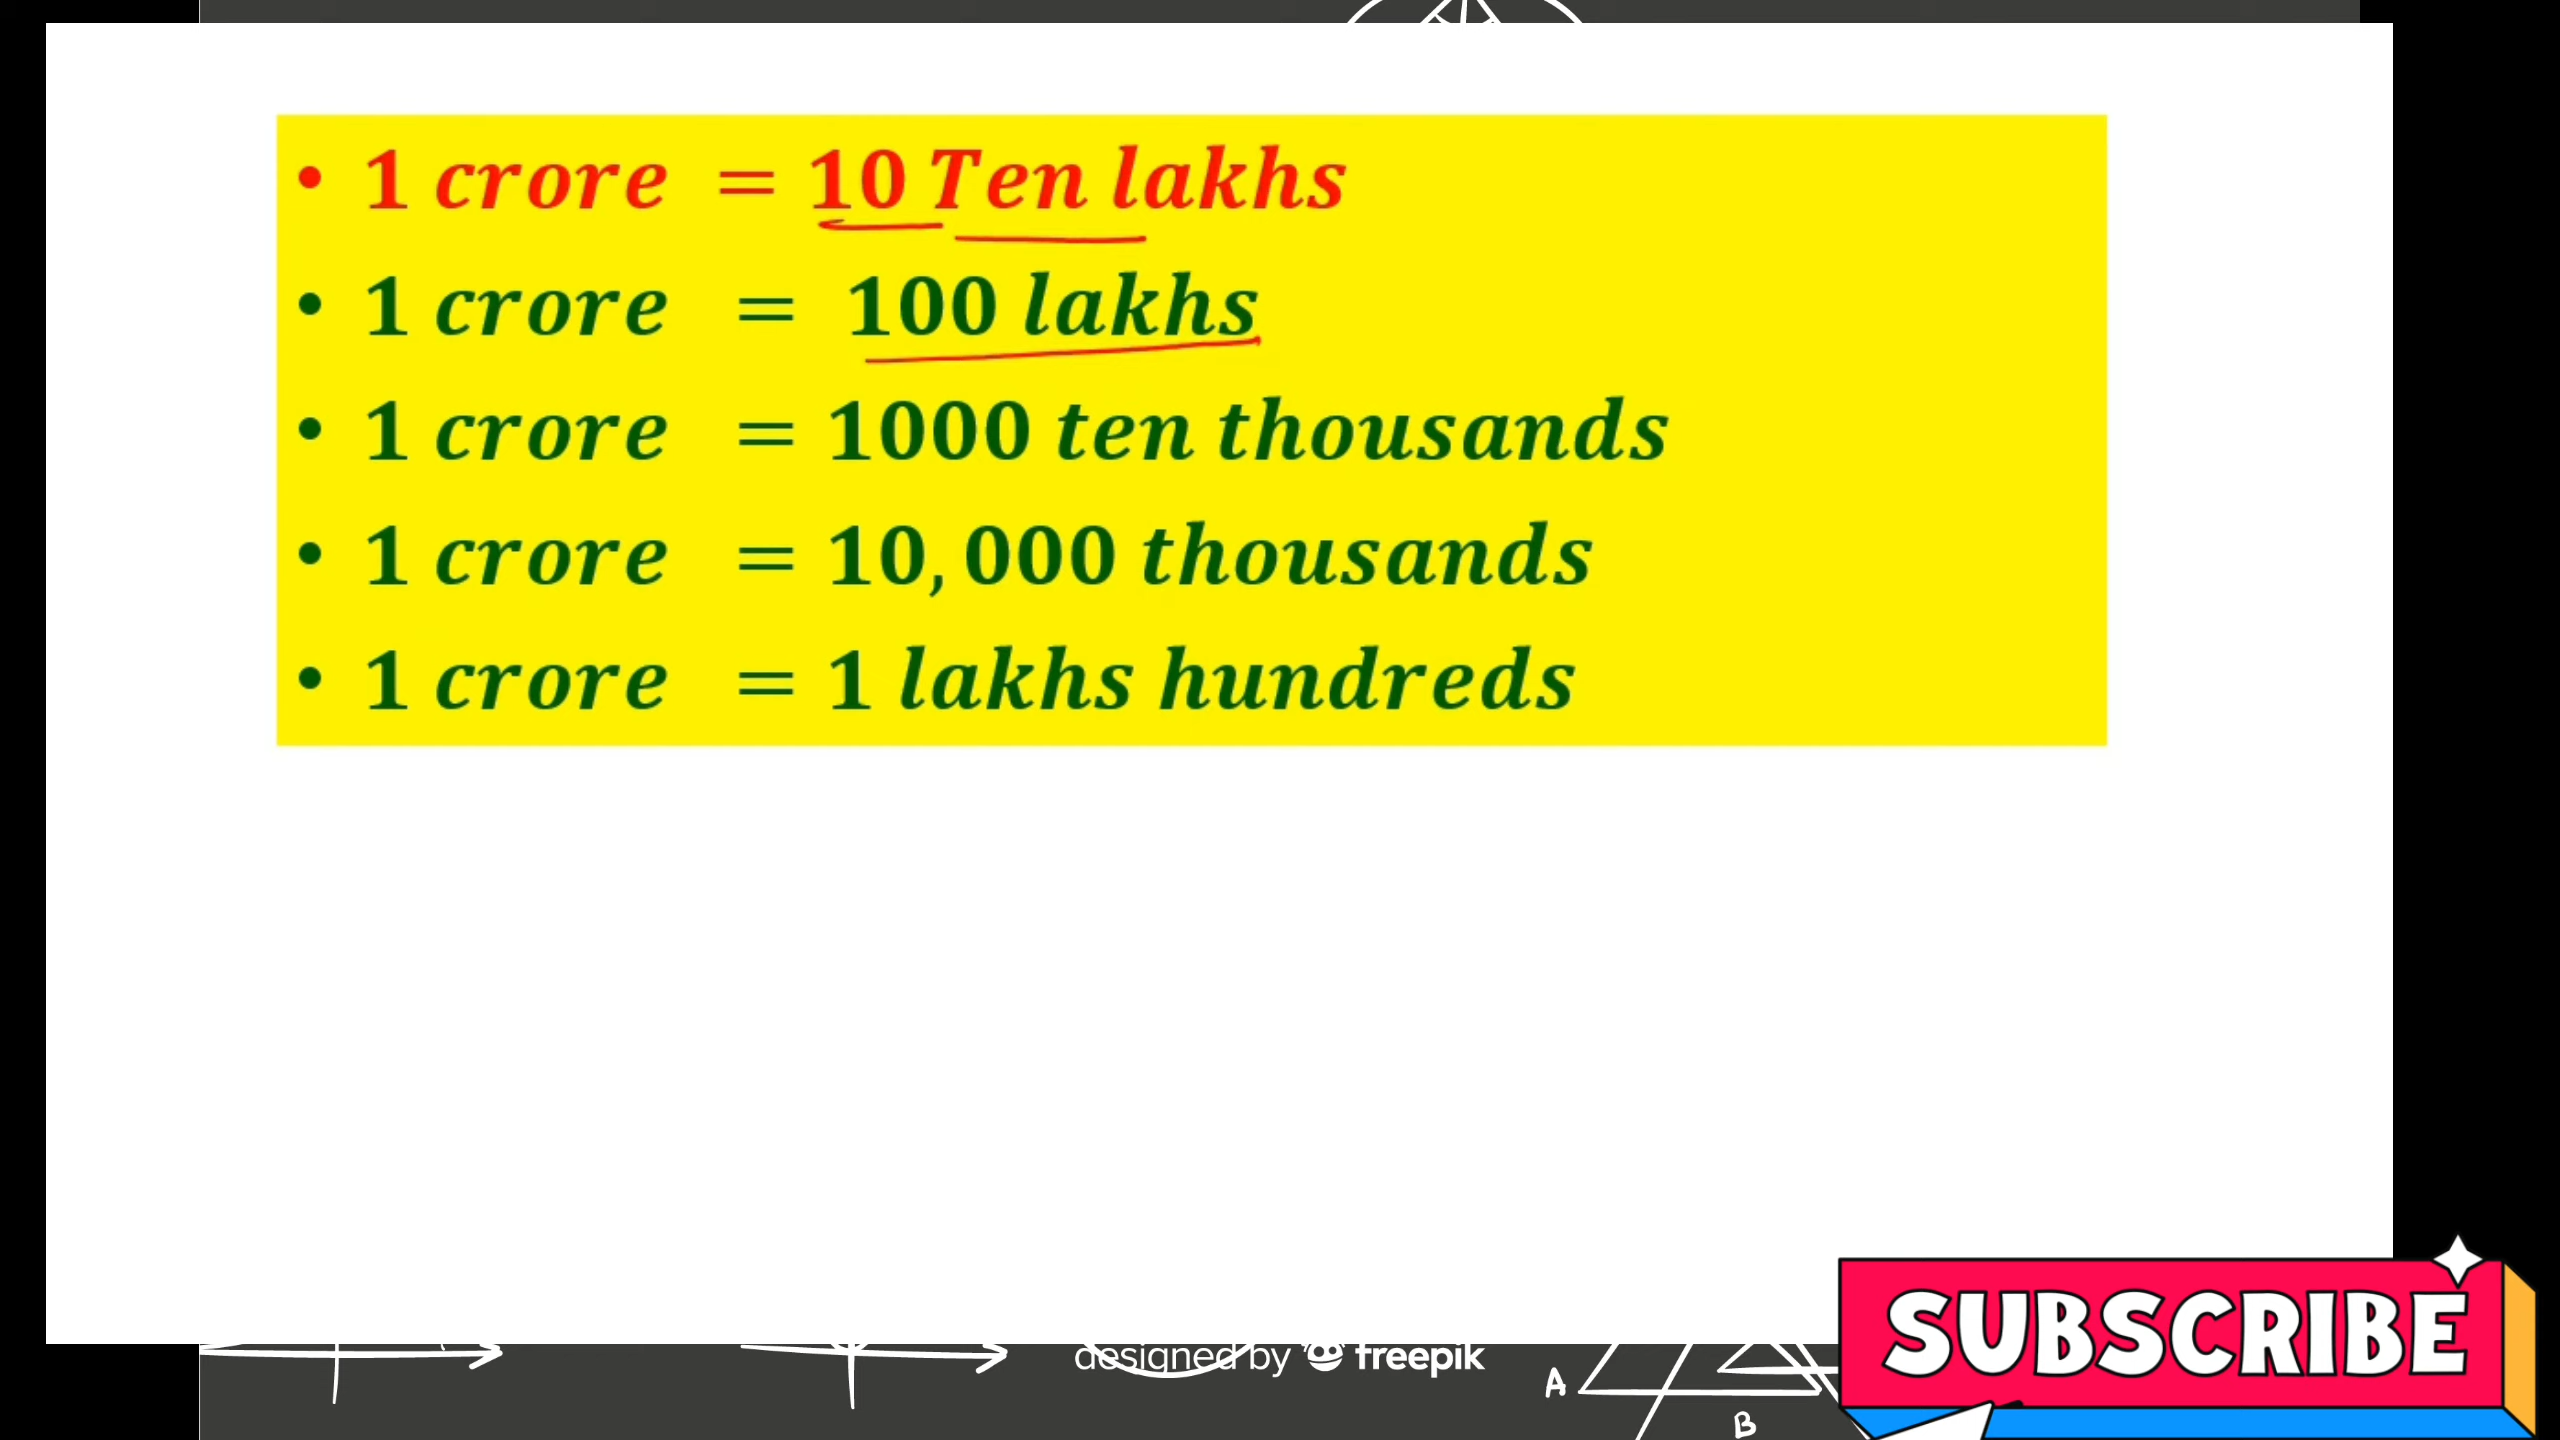 • 1 crore = 10 Ten lakhs
• 1 crore = 100 lakhs
• 1 crore = 1000 ten thousands
• 1 crore = 10,000 thousands
• 1 crore = 1 lakhs hundreds
designed by freepik
A
B
SUBSCRIBE